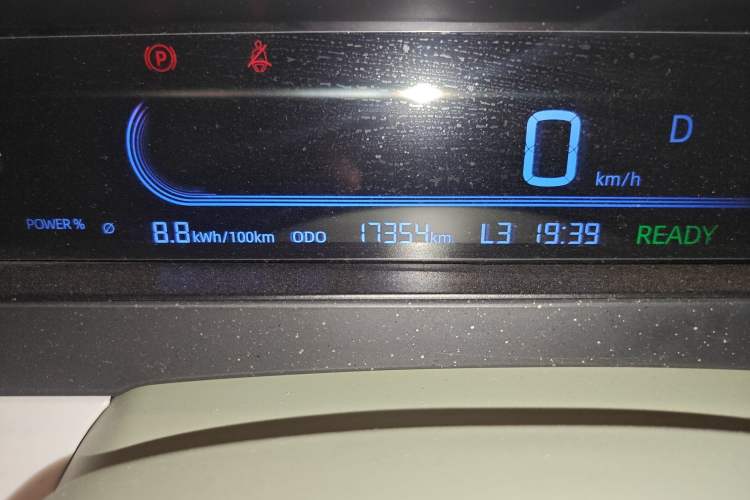 P
0 km/h D
POWER % Ø 8.8 kWh/100km ODO 17354 km L3 19:39 READY